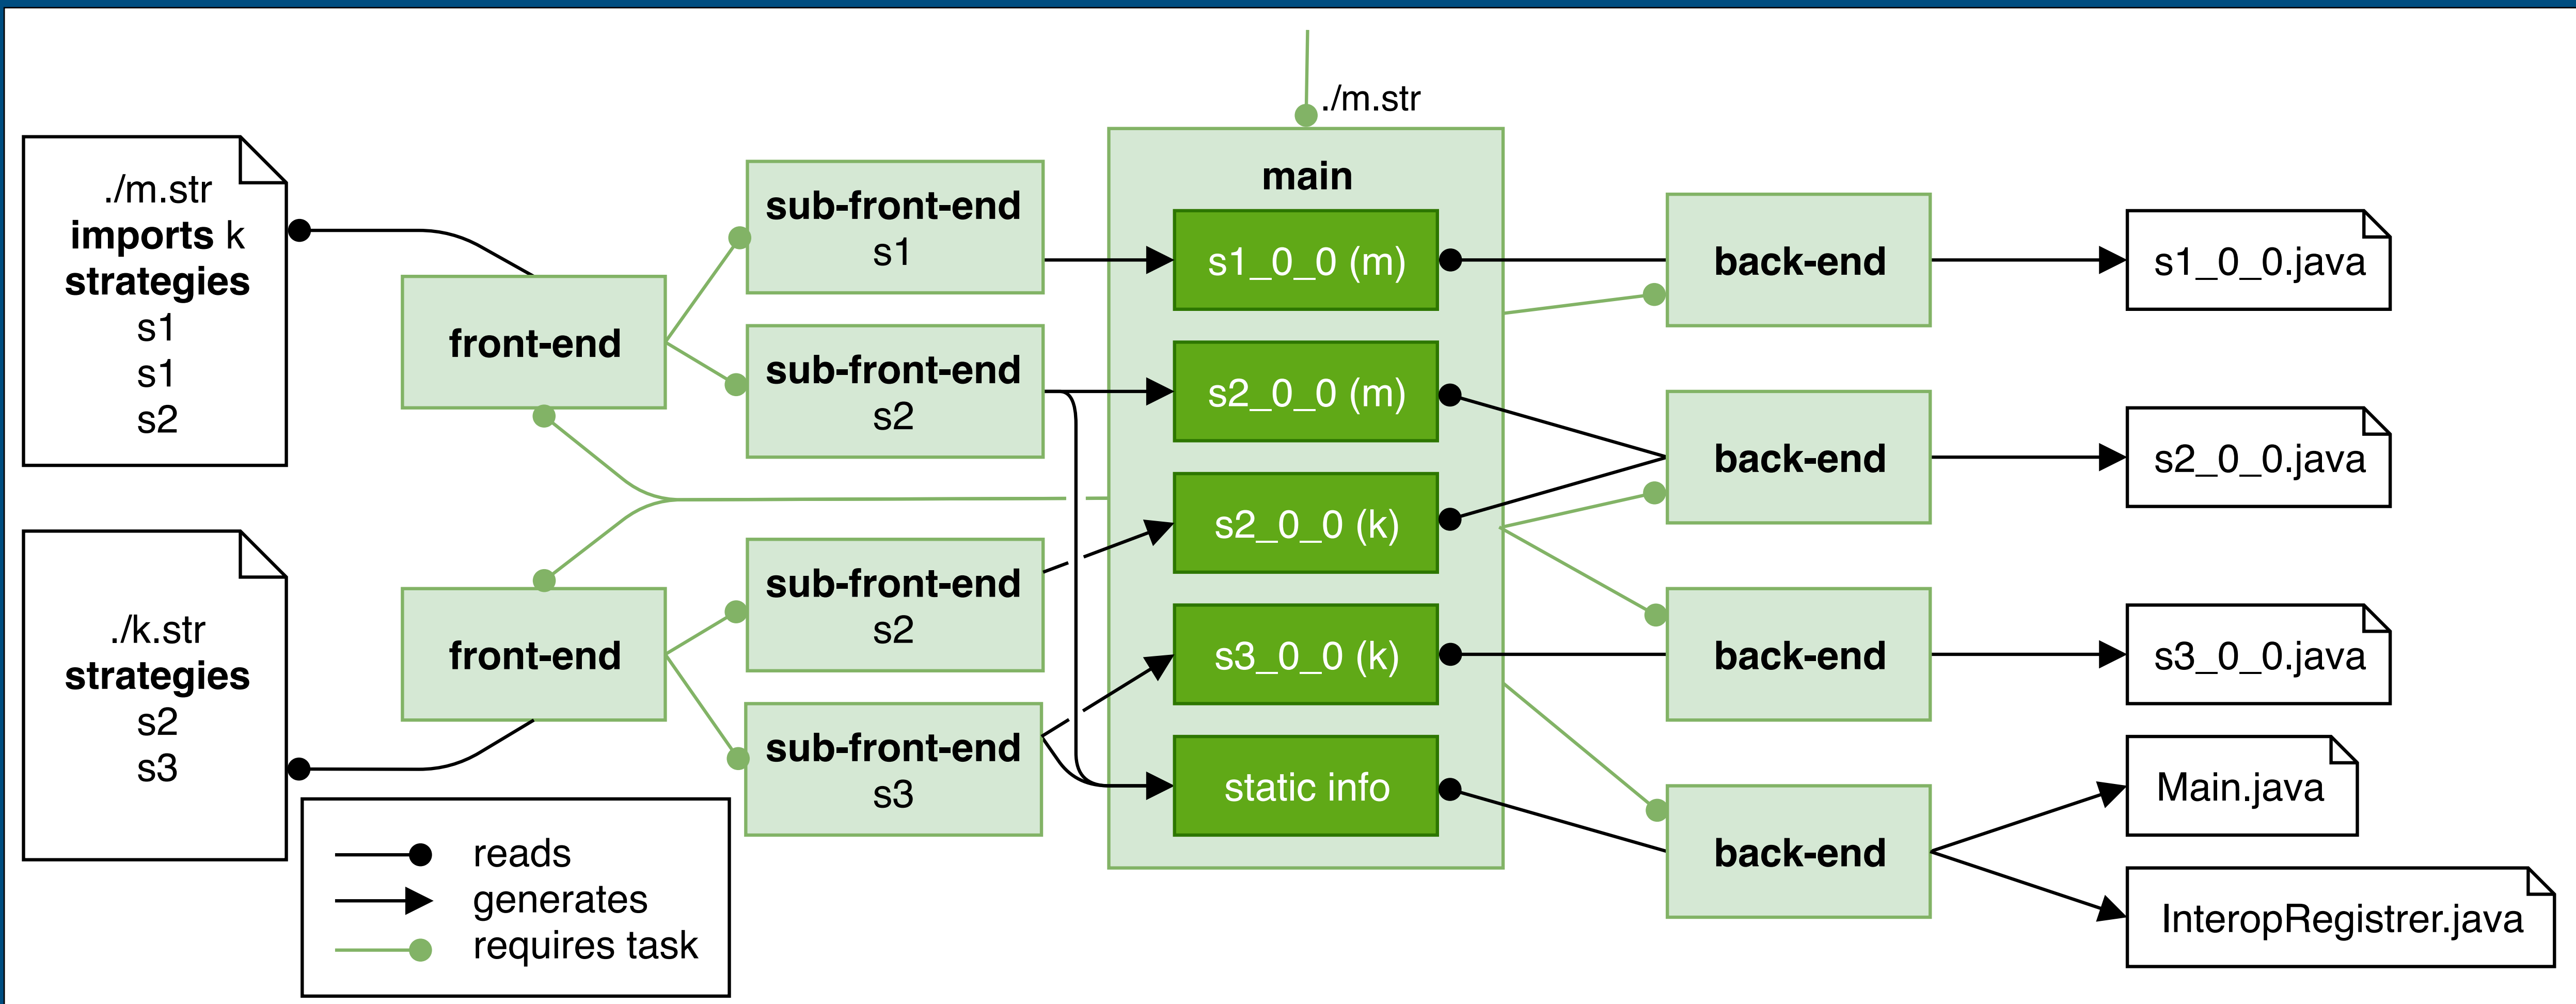 ./m.str
./m.str
imports k
strategies
s1
s1
s2
front-end
sub-front-end
s1
sub-front-end
s2
main
s1_0_0 (m)
s2_0_0 (m)
s2_0_0 (k)
s3_0_0 (k)
static info
back-end
s1_0_0.java
back-end
s2_0_0.java
./k.str
strategies
s2
s3
front-end
sub-front-end
s2
sub-front-end
s3
back-end
s3_0_0.java
back-end
Main.java
InteropRegistrer.java
reads
generates
requires task